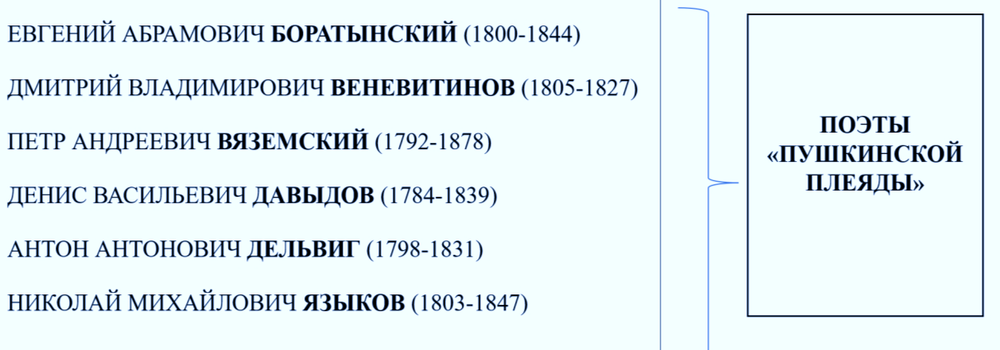 ЕВГЕНИЙ АБРАМОВИЧ БОРАТЫНСКИЙ (1800-1844)
ДМИТРИЙ ВЛАДИМИРОВИЧ ВЕНЕВИТИНОВ (1805-1827)
ПЕТР АНДРЕЕВИЧ ВЯЗЕМСКИЙ (1792-1878)
ДЕНИС ВАСИЛЬЕВИЧ ДАВЫДОВ (1784-1839)
АНТОН АНТОНОВИЧ ДЕЛЬВИГ (1798-1831)
НИКОЛАЙ МИХАЙЛОВИЧ ЯЗЫКОВ (1803-1847)
ПОЭТЫ
«ПУШКИНСКОЙ
ПЛЕЯДЫ»